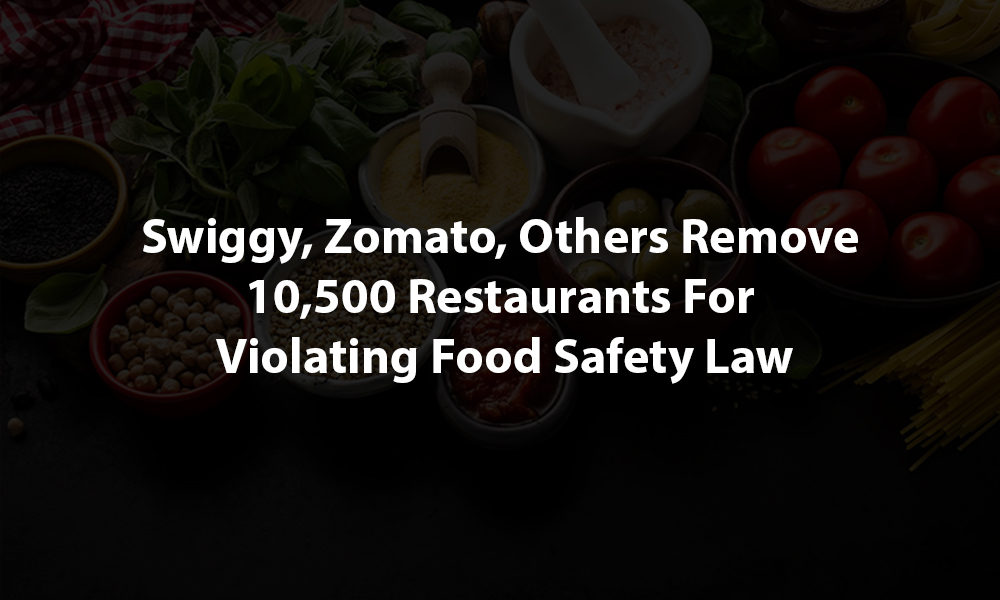 Swiggy, Zomato, Others Remove
10,500 Restaurants For
Violating Food Safety Law